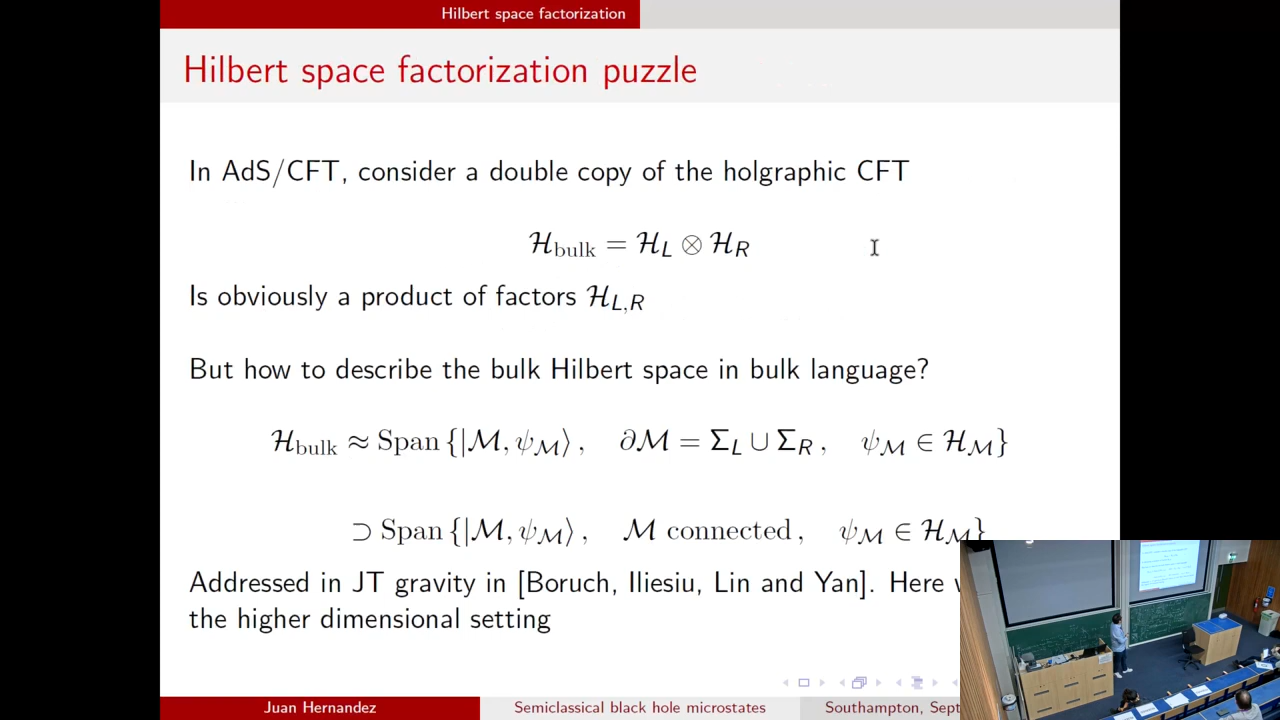 Hilbert space factorization
Hilbert space factorization puzzle
In AdS/CFT, consider a double copy of the holgraphic CFT
ℋ_bulk = ℋ_L ⊗ ℋ_R
Is obviously a product of factors ℋ_{L,R}
But how to describe the bulk Hilbert space in bulk language?
ℋ_bulk ≈ Span {|ℳ, ψ_ℳ⟩ , ∂ℳ = Σ_L ∪ Σ_R , ψ_ℳ ∈ ℋ_ℳ}
⊃ Span {|ℳ, ψ_ℳ⟩ , ℳ connected , ψ_ℳ ∈ ℋ_ℳ}
Addressed in JT gravity in [Boruch, Iliesiu, Lin and Yan]. Here
the higher dimensional setting
Juan Hernandez Semiclassical black hole microstates Southampton, Sept